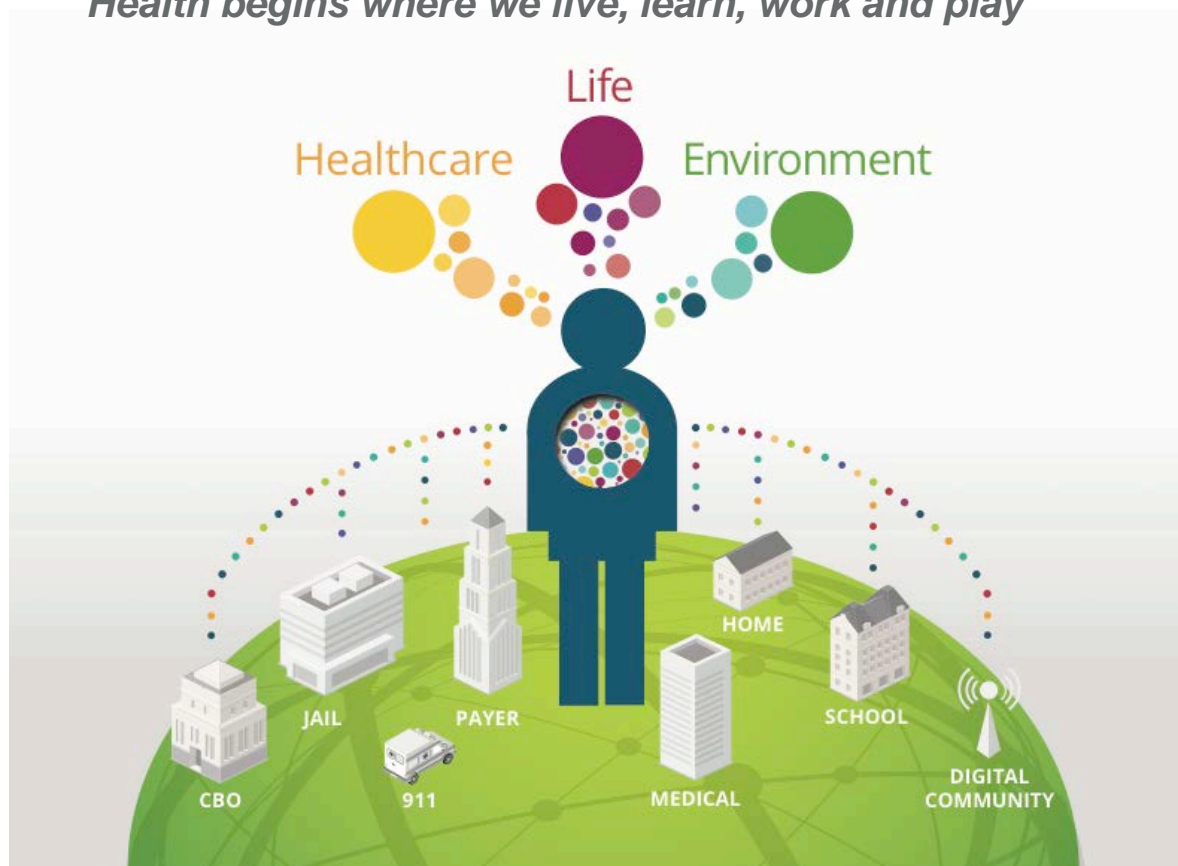 Health begins where we live, learn, work and play
Life
Healthcare
Environment
HOME
JAIL
PAYER
SCHOOL
CBO
911
MEDICAL
DIGITAL
COMMUNITY